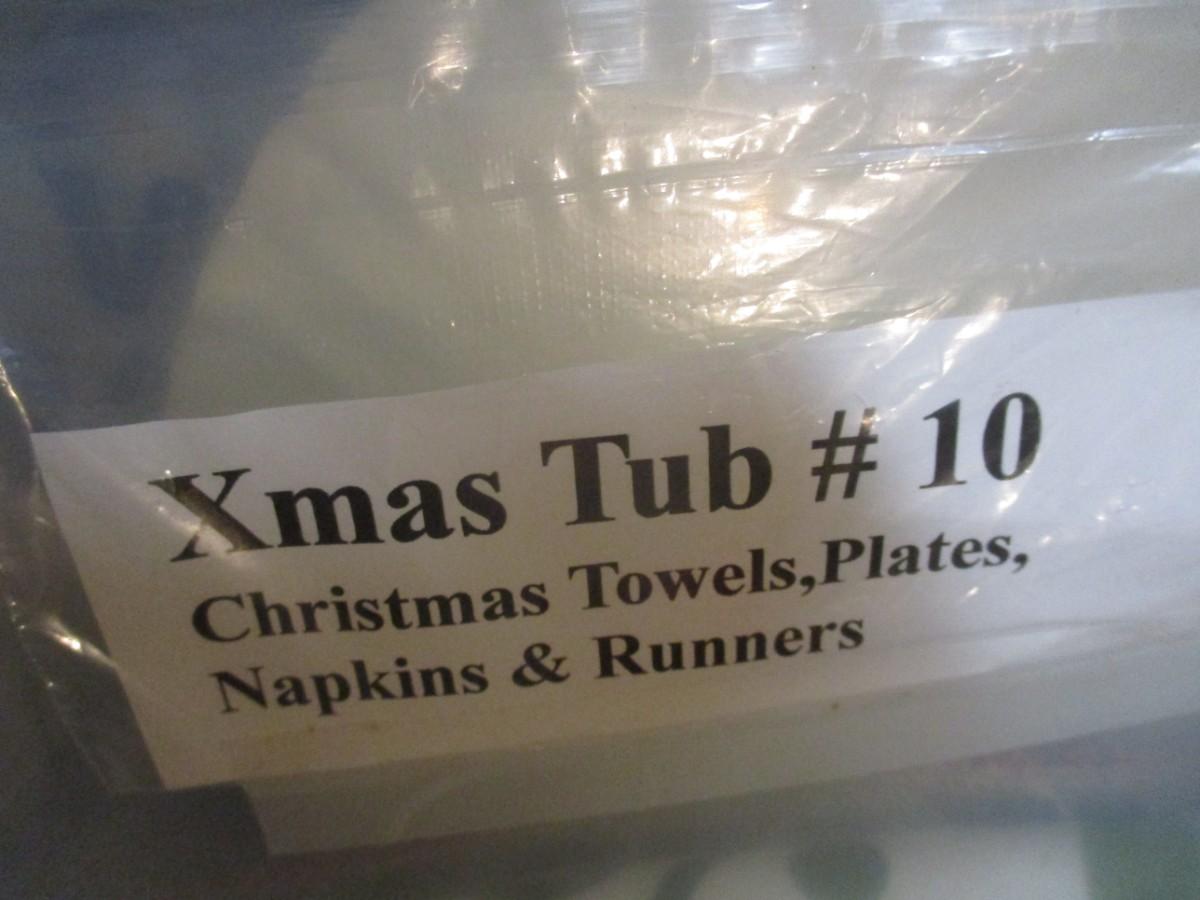 Xmas Tub # 10
Christmas Towels,Plates,
Napkins & Runners